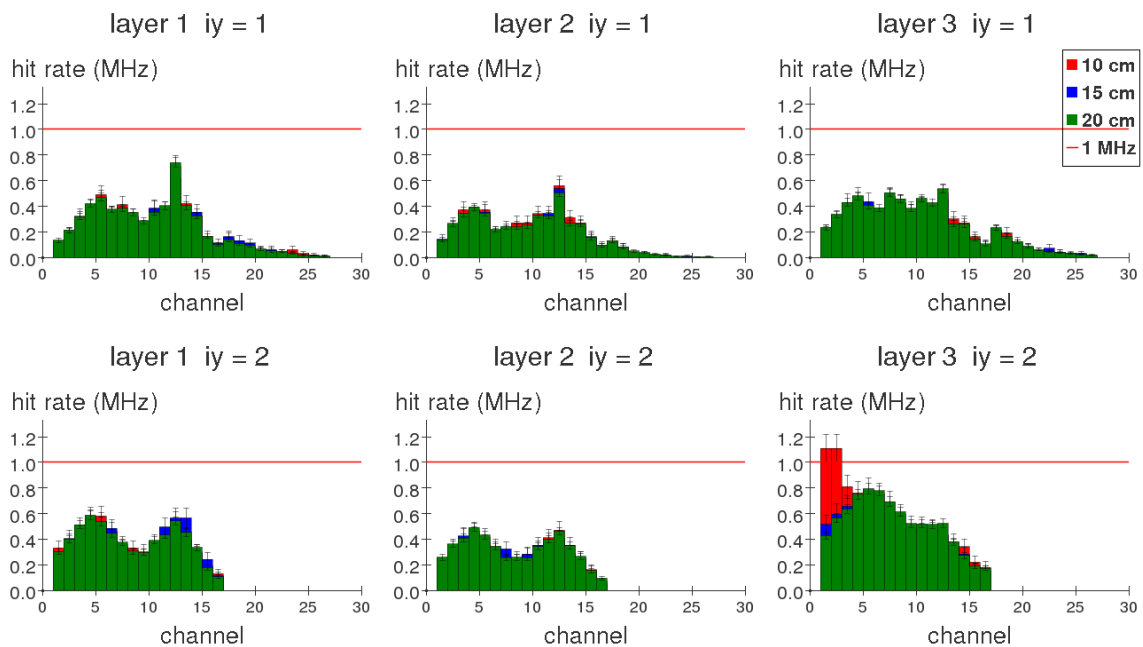 layer 1 iy = 1
hit rate (MHz)
1.2
1.0
0.8
0.6
0.4
0.2
0.0
0 5 10 15 20 25 30
channel
layer 2 iy = 1
hit rate (MHz)
1.2
1.0
0.8
0.6
0.4
0.2
0.0
0 5 10 15 20 25 30
channel
layer 3 iy = 1
hit rate (MHz)
10 cm
15 cm
20 cm
1 MHz
1.2
1.0
0.8
0.6
0.4
0.2
0.0
0 5 10 15 20 25 30
channel
layer 1 iy = 2
hit rate (MHz)
1.2
1.0
0.8
0.6
0.4
0.2
0.0
0 5 10 15 20 25 30
channel
layer 2 iy = 2
hit rate (MHz)
1.2
1.0
0.8
0.6
0.4
0.2
0.0
0 5 10 15 20 25 30
channel
layer 3 iy = 2
hit rate (MHz)
1.2
1.0
0.8
0.6
0.4
0.2
0.0
0 5 10 15 20 25 30
channel